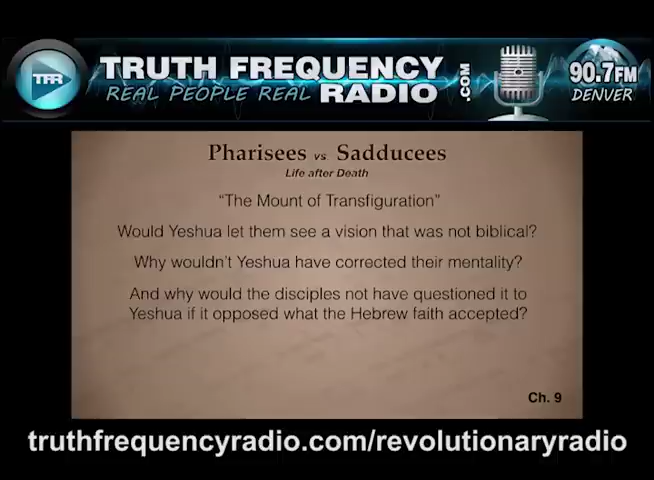 TFR
TRUTH FREQUENCY
REAL PEOPLE REAL RADIO
.COM
90.7FM
DENVER
Pharisees vs Sadducees
Life after Death
“The Mount of Transfiguration”
Would Yeshua let them see a vision that was not biblical?
Why wouldn’t Yeshua have corrected their mentality?
And why would the disciples not have questioned it to
Yeshua if it opposed what the Hebrew faith accepted?
Ch. 9
truthfrequencyradio.com/revolutionaryradio